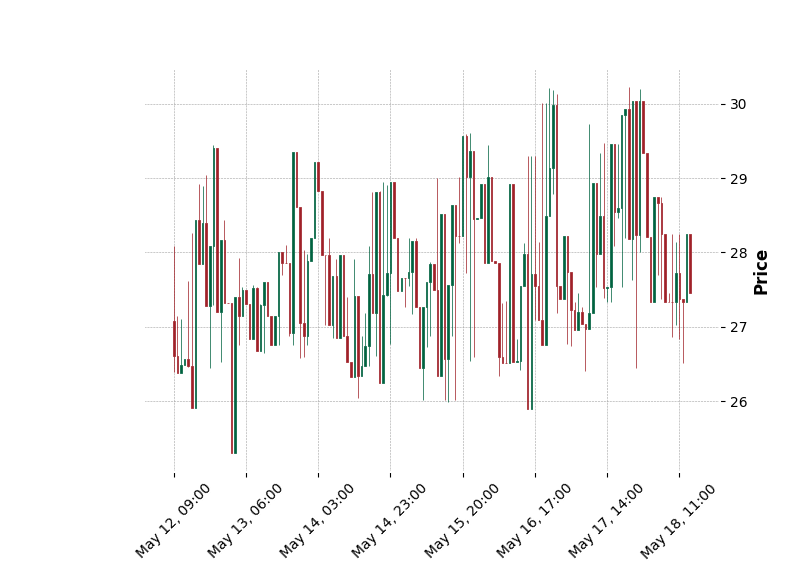 30
29
28
27
26
Price
May 12, 09:00
May 13, 06:00
May 14, 03:00
May 14, 23:00
May 15, 20:00
May 16, 17:00
May 17, 14:00
May 18, 11:00